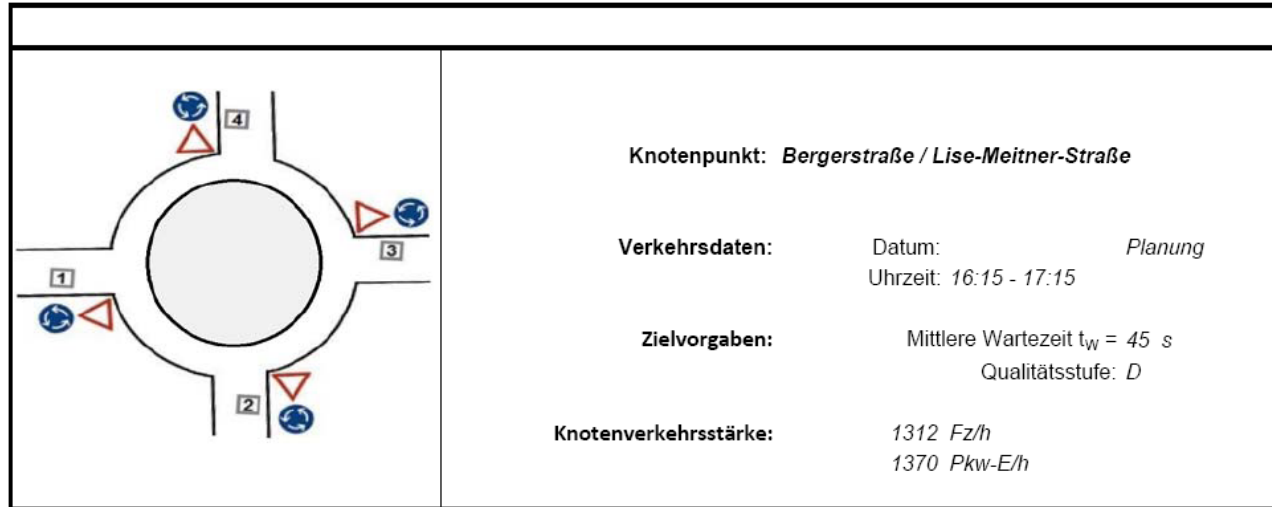 4
3
1
2
Knotenpunkt: Bergerstraße / Lise-Meitner-Straße
Verkehrsdaten: Datum: Planung
Uhrzeit: 16:15 - 17:15
Zielvorgaben: Mittlere Wartezeit tW = 45 s
Qualitätsstufe: D
Knotenverkehrsstärke: 1312 Fz/h
1370 Pkw-E/h